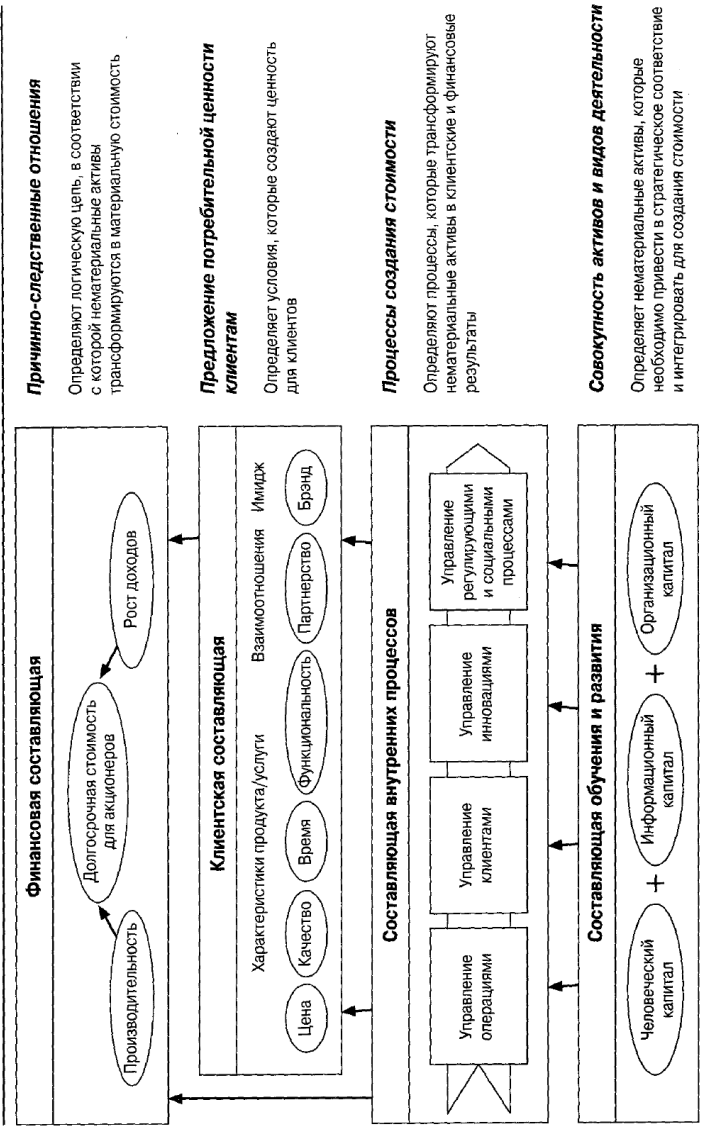 Финансовая составляющая
Долгосрочная стоимость
для акционеров
Производительность
Рост доходов
Причинно-следственные отношения
Определяют логическую цепь, в соответствии
с которой нематериальные активы
трансформируются в материальную стоимость
Клиентская составляющая
Характеристики продукта/услуги
Взаимоотношения
Имидж
Цена
Качество
Время
Функциональность
Партнерство
Брэнд
Предложение потребительной ценности
клиентам
Определяет условия, которые создают ценность
для клиентов
Составляющая внутренних процессов
Управление
операциями
Управление
клиентами
Управление
инновациями
Управление
регулирующими
и социальными
процессами
Процессы создания стоимости
Определяют процессы, которые трансформируют
нематериальные активы в клиентские и финансовые
результаты
Составляющая обучения и развития
Человеческий
капитал
+
Информационный
капитал
+
Организационный
капитал
Совокупность активов и видов деятельности
Определяет нематериальные активы, которые
необходимо привести в стратегическое соответствие
и интегрировать для создания стоимости